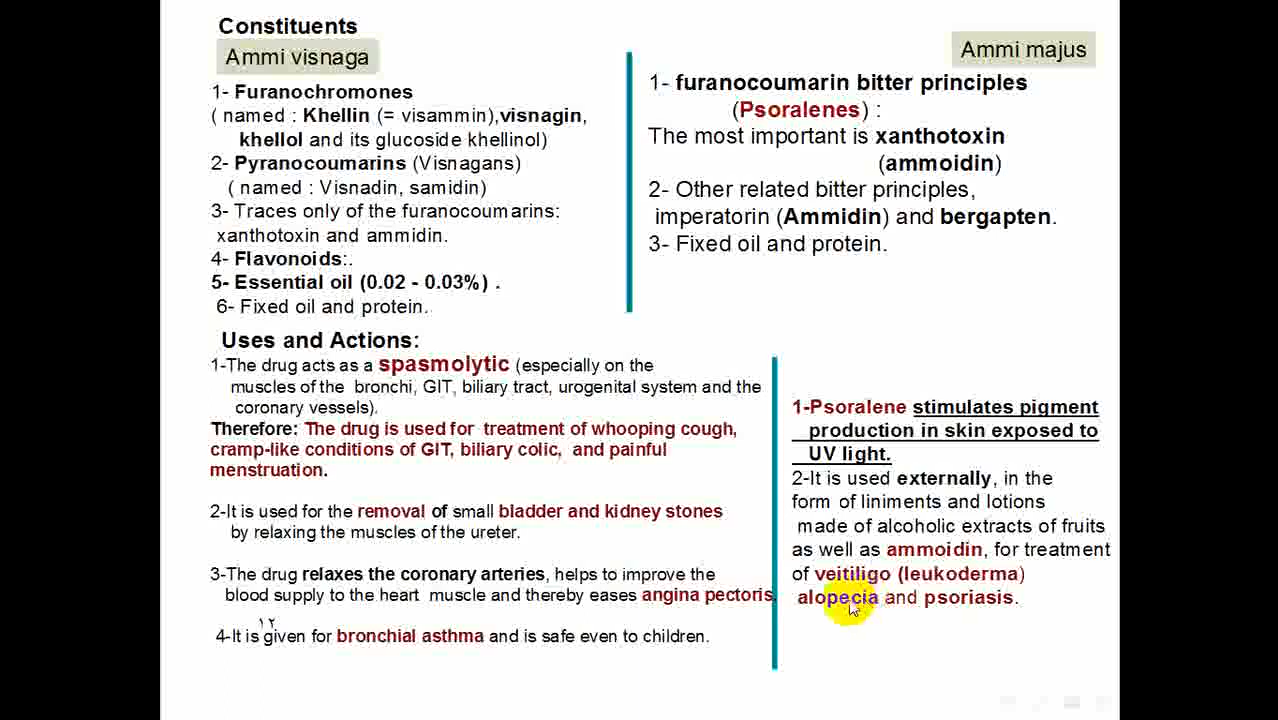 Constituents
Ammi visnaga
1- Furanochromones
( named : Khellin (= visammin),visnagin,
khellol and its glucoside khellinol)
2- Pyranocoumarins (Visnagans)
( named : Visnadin, samidin)
3- Traces only of the furanocoumarins:
xanthotoxin and ammidin.
4- Flavonoids:.
5- Essential oil (0.02 - 0.03%) .
6- Fixed oil and protein.
Ammi majus
1- furanocoumarin bitter principles
(Psoralenes) :
The most important is xanthotoxin
(ammoidin)
2- Other related bitter principles,
imperatorin (Ammidin) and bergapten.
3- Fixed oil and protein.
Uses and Actions:
1-The drug acts as a spasmolytic (especially on the
muscles of the bronchi, GIT, biliary tract, urogenital system and the
coronary vessels).
Therefore: The drug is used for treatment of whooping cough,
cramp-like conditions of GIT, biliary colic, and painful
menstruation.
2-It is used for the removal of small bladder and kidney stones
by relaxing the muscles of the ureter.
3-The drug relaxes the coronary arteries, helps to improve the
blood supply to the heart muscle and thereby eases angina pectoris.
١٢
4-It is given for bronchial asthma and is safe even to children.
1-Psoralene stimulates pigment
production in skin exposed to
UV light.
2-It is used externally, in the
form of liniments and lotions
made of alcoholic extracts of fruits
as well as ammoidin, for treatment
of veitiligo (leukoderma)
alopecia and psoriasis.